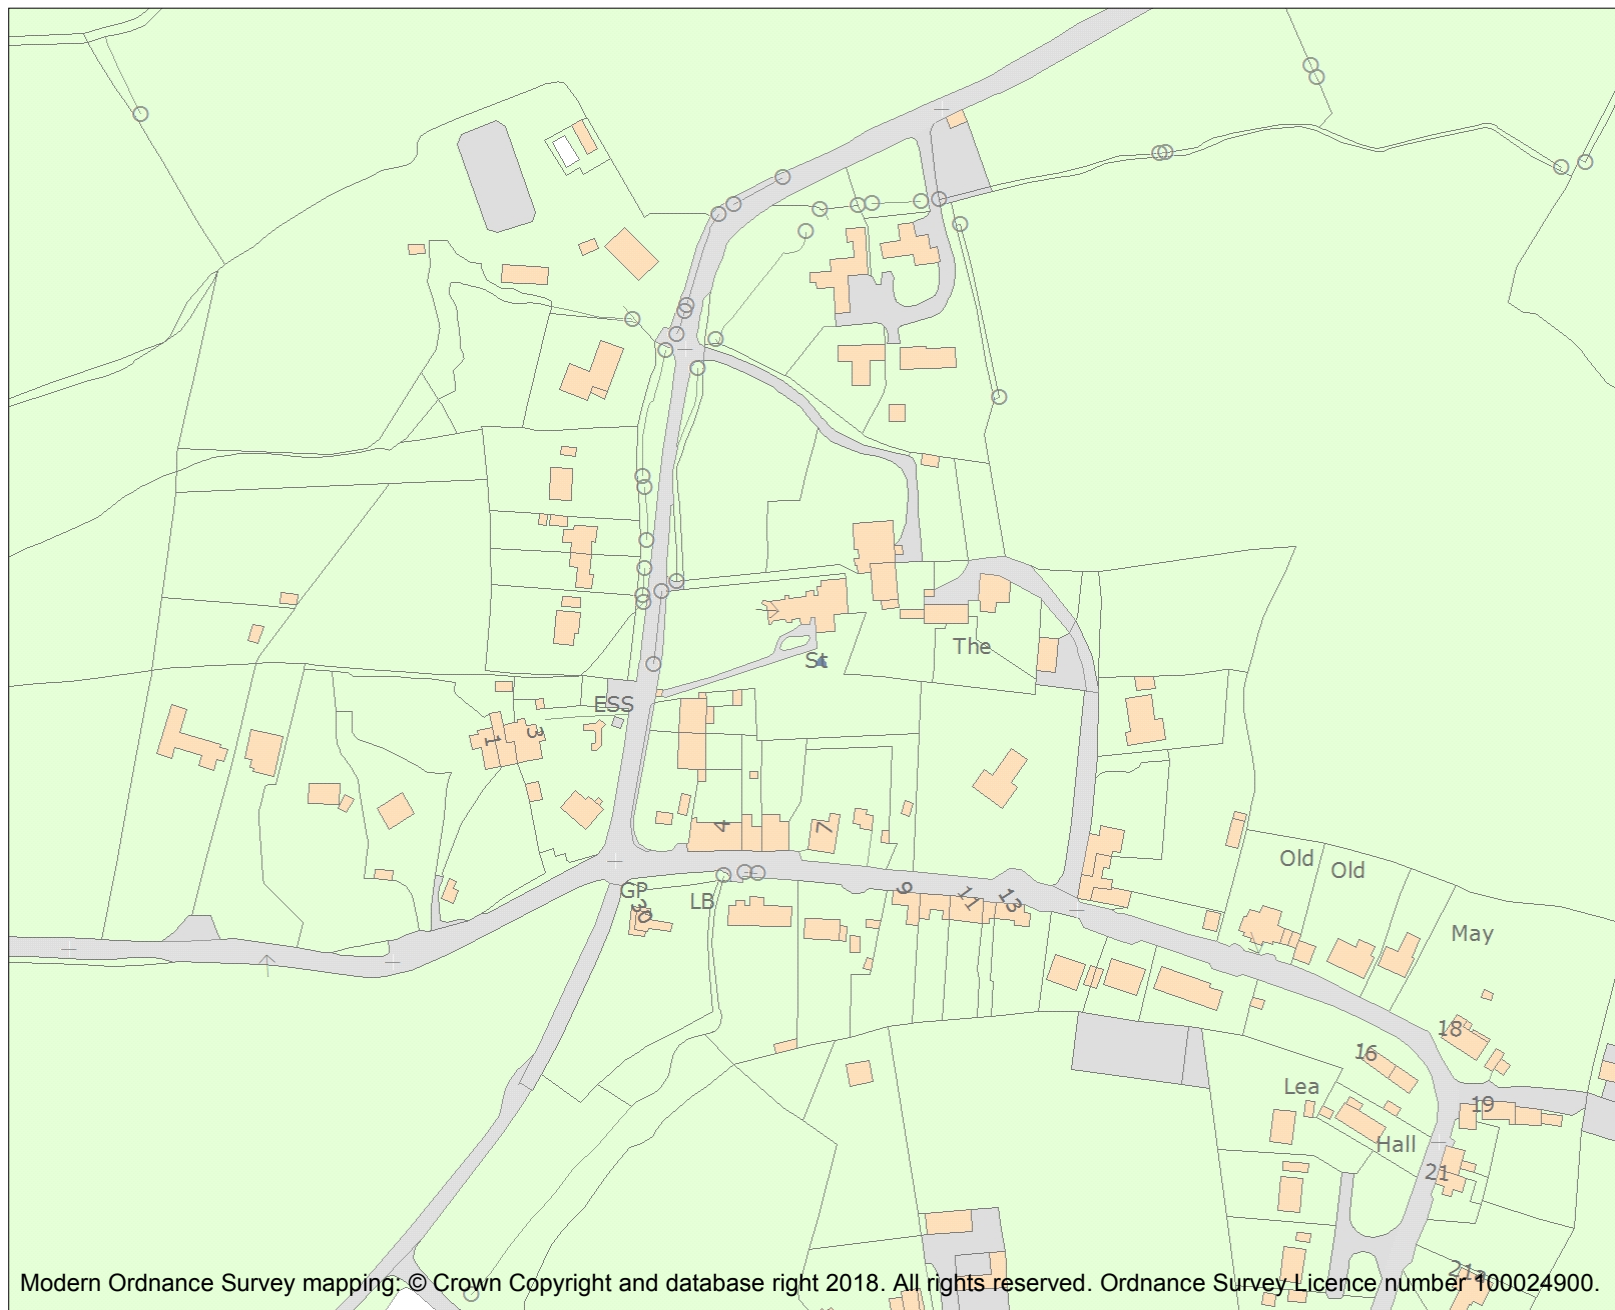 The
St
ESS
1
3
4
7
Old
Old
GP
30
LB
9
11
13
May
18
16
Lea
19
Hall
21
21a
Modern Ordnance Survey mapping: © Crown Copyright and database right 2018. All rights reserved. Ordnance Survey Licence number 100024900.